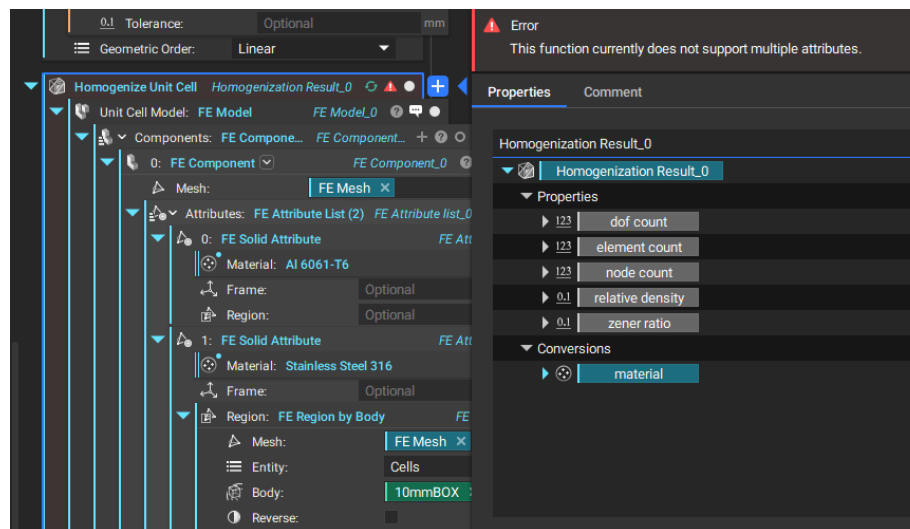 0.1 Tolerance: Optional mm
Geometric Order: Linear
Homogenize Unit Cell Homogenization Result_0
Unit Cell Model: FE Model FE Model_0
Components: FE Compone... FE Component...
0: FE Component FE Component_0
Mesh: FE Mesh
Attributes: FE Attribute List (2) FE Attribute list_0
0: FE Solid Attribute FE Att
Material: Al 6061-T6
Frame: Optional
Region: Optional
1: FE Solid Attribute FE Att
Material: Stainless Steel 316
Frame: Optional
Region: FE Region by Body FE
Mesh: FE Mesh
Entity: Cells
Body: 10mmBOX
Reverse:
Error
This function currently does not support multiple attributes.
Properties Comment
Homogenization Result_0
Homogenization Result_0
Properties
123 dof count
123 element count
123 node count
0.1 relative density
0.1 zener ratio
Conversions
material